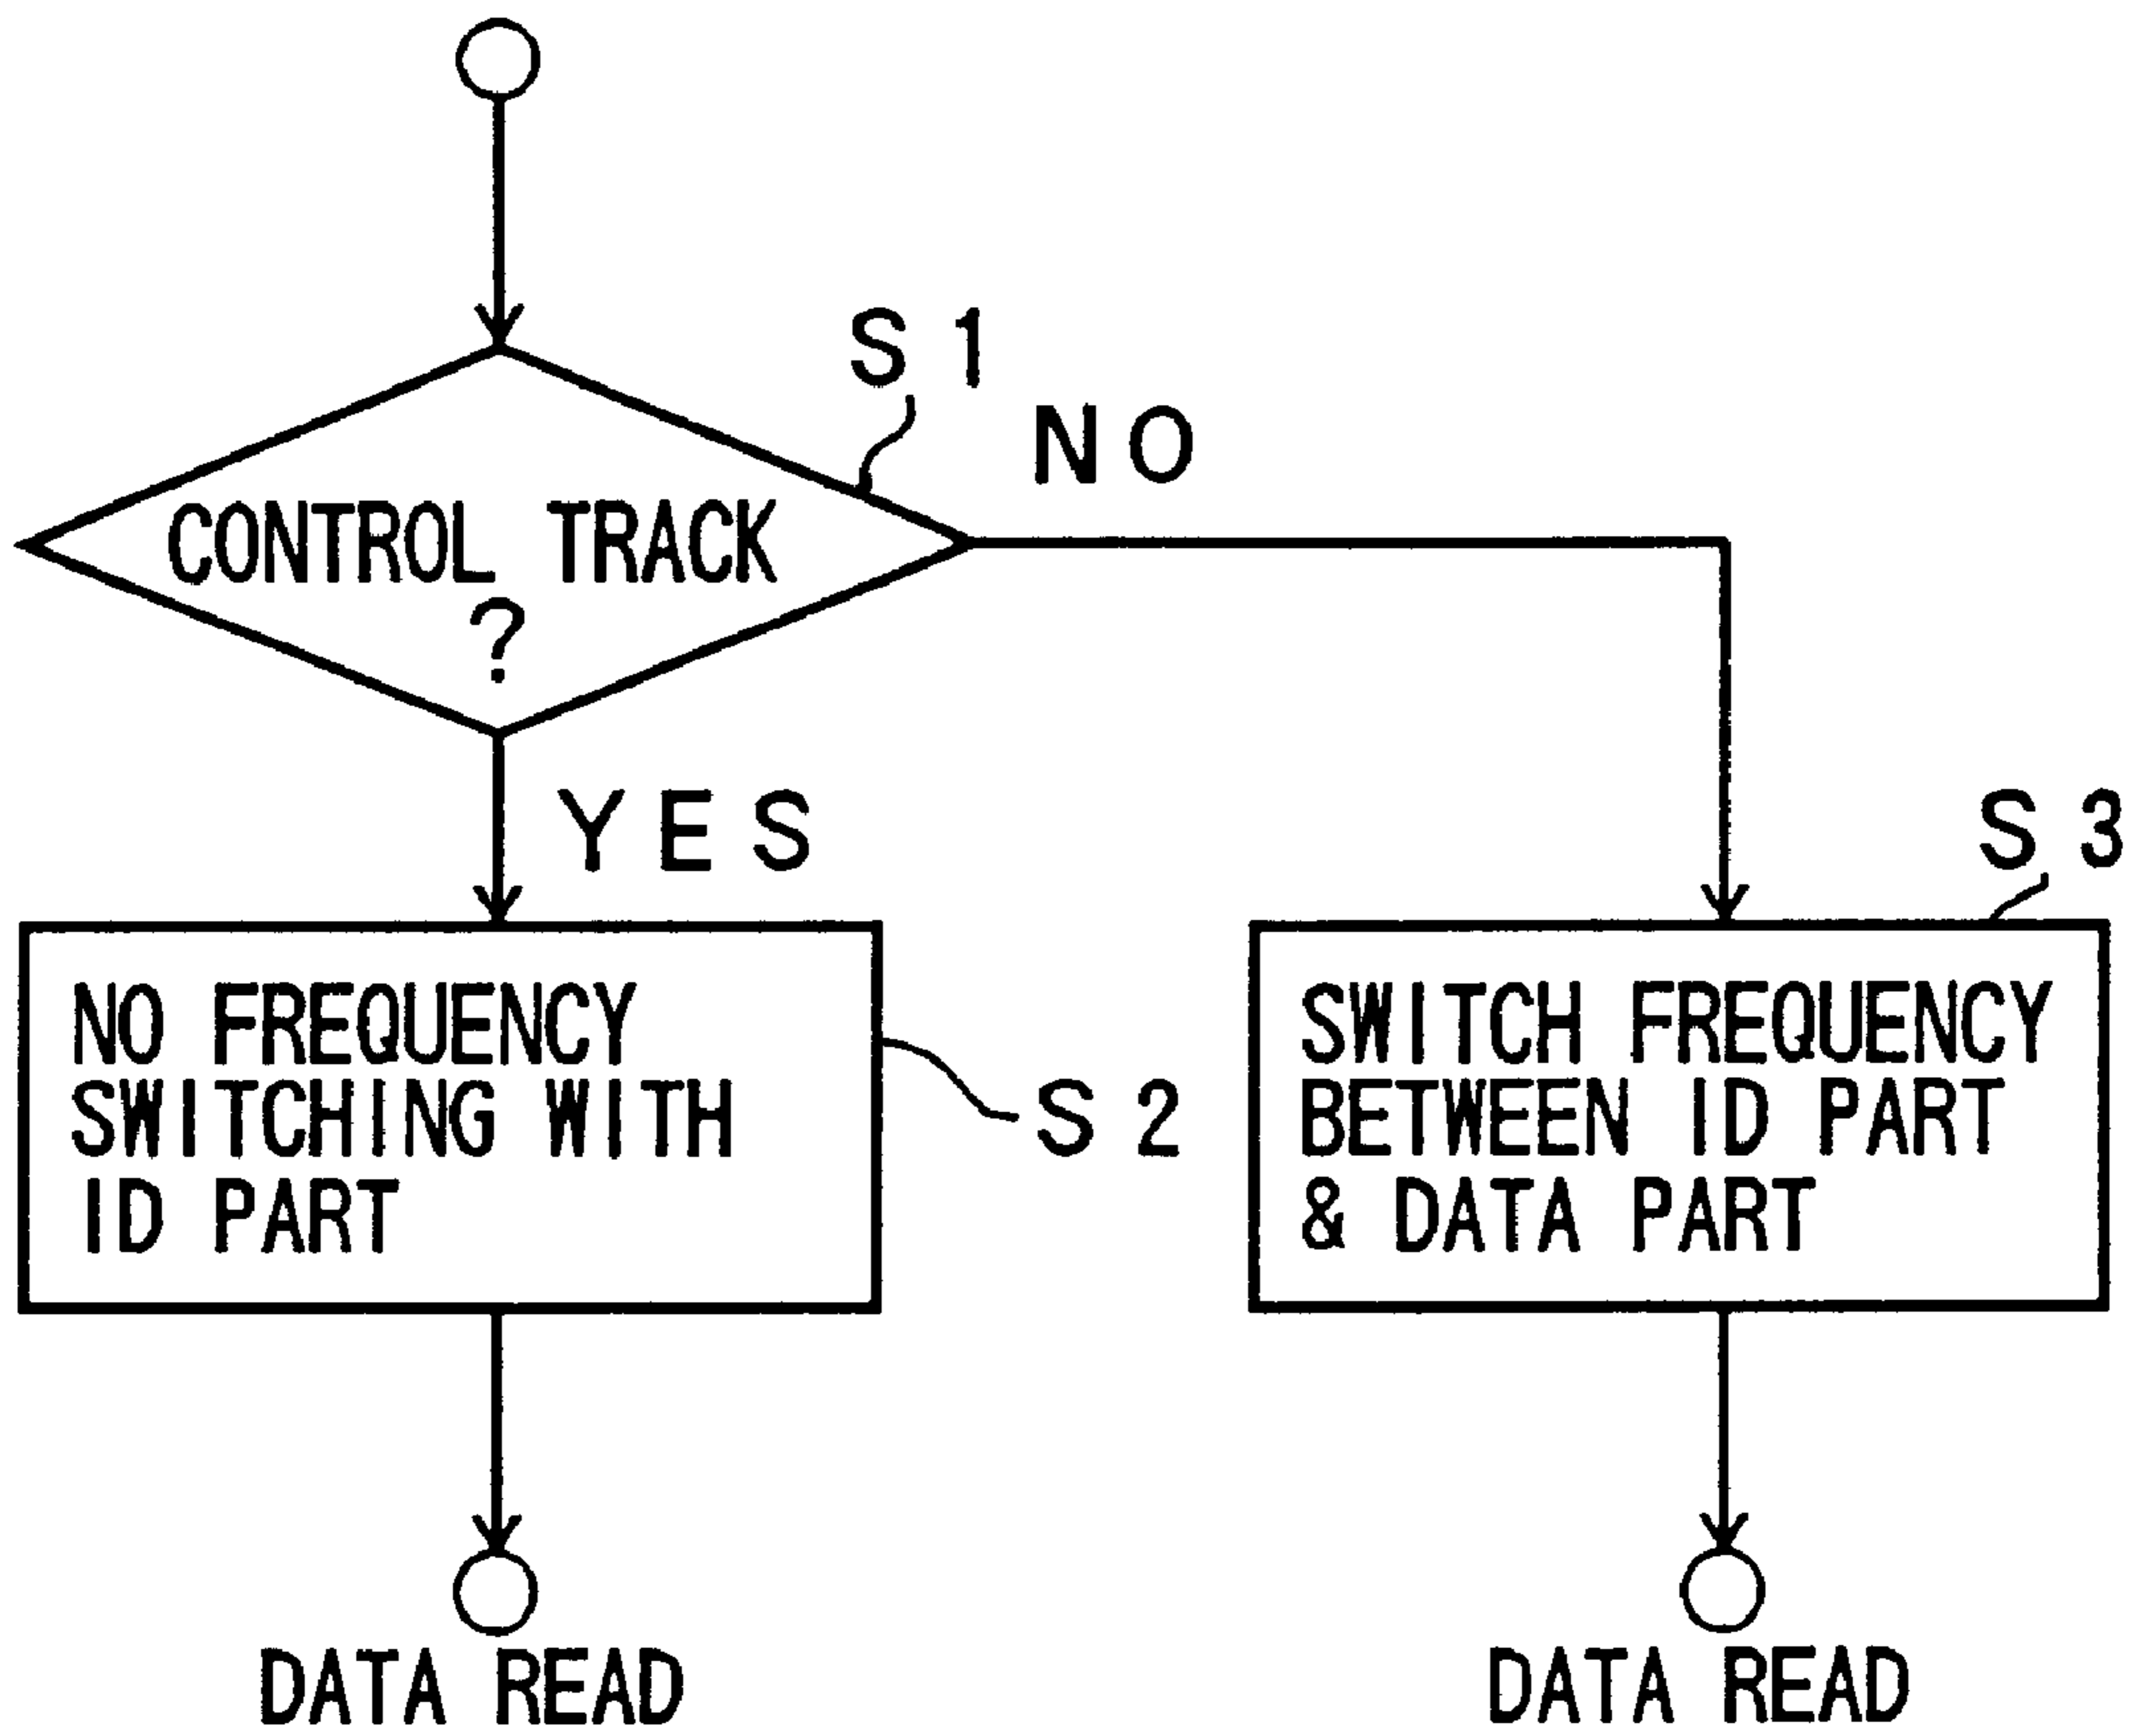 S1
NO
CONTROL TRACK
?
YES
S3
NO FREQUENCY
SWITCHING WITH
ID PART
S2
SWITCH FREQUENCY
BETWEEN ID PART
& DATA PART
DATA READ
DATA READ